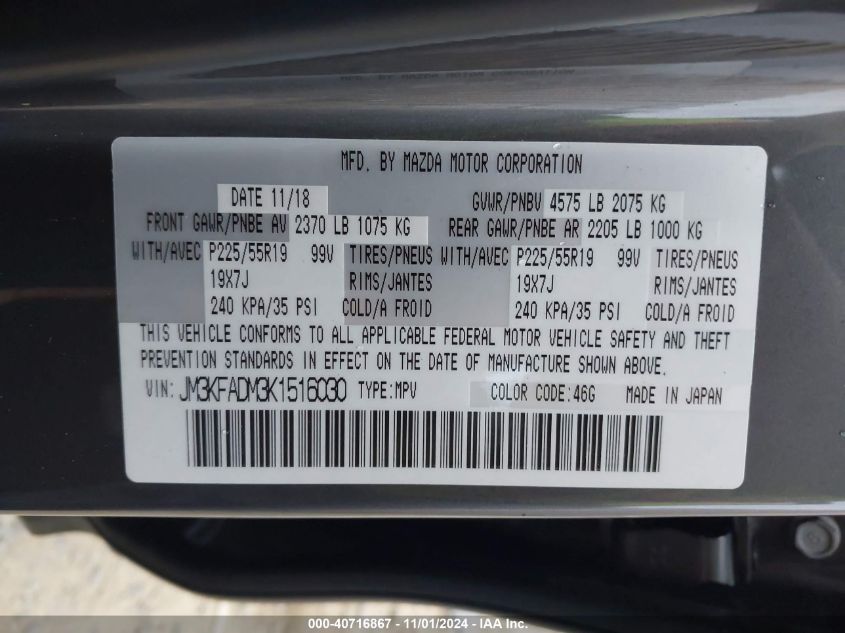 MFD. BY MAZDA MOTOR CORPORATION
DATE 11/18 GVWR/PNBV 4575 LB 2075 KG
FRONT GAWR/PNBE AV 2370 LB 1075 KG REAR GAWR/PNBE AR 2205 LB 1000 KG
WITH/AVEC P225/55R19 99V TIRES/PNEUS WITH/AVEC P225/55R19 99V TIRES/PNEUS
19X7J RIMS/JANTES 19X7J RIMS/JANTES
240 KPA/35 PSI COLD/A FROID 240 KPA/35 PSI COLD/A FROID
THIS VEHICLE CONFORMS TO ALL APPLICABLE FEDERAL MOTOR VEHICLE SAFETY AND THEFT
PREVENTION STANDARDS IN EFFECT ON THE DATE OF MANUFACTURE SHOWN ABOVE.
VIN: JM3KFADM3K1516030 TYPE:MPV COLOR CODE:46G MADE IN JAPAN
000-40716867 - 11/01/2024 - IAAI Inc.